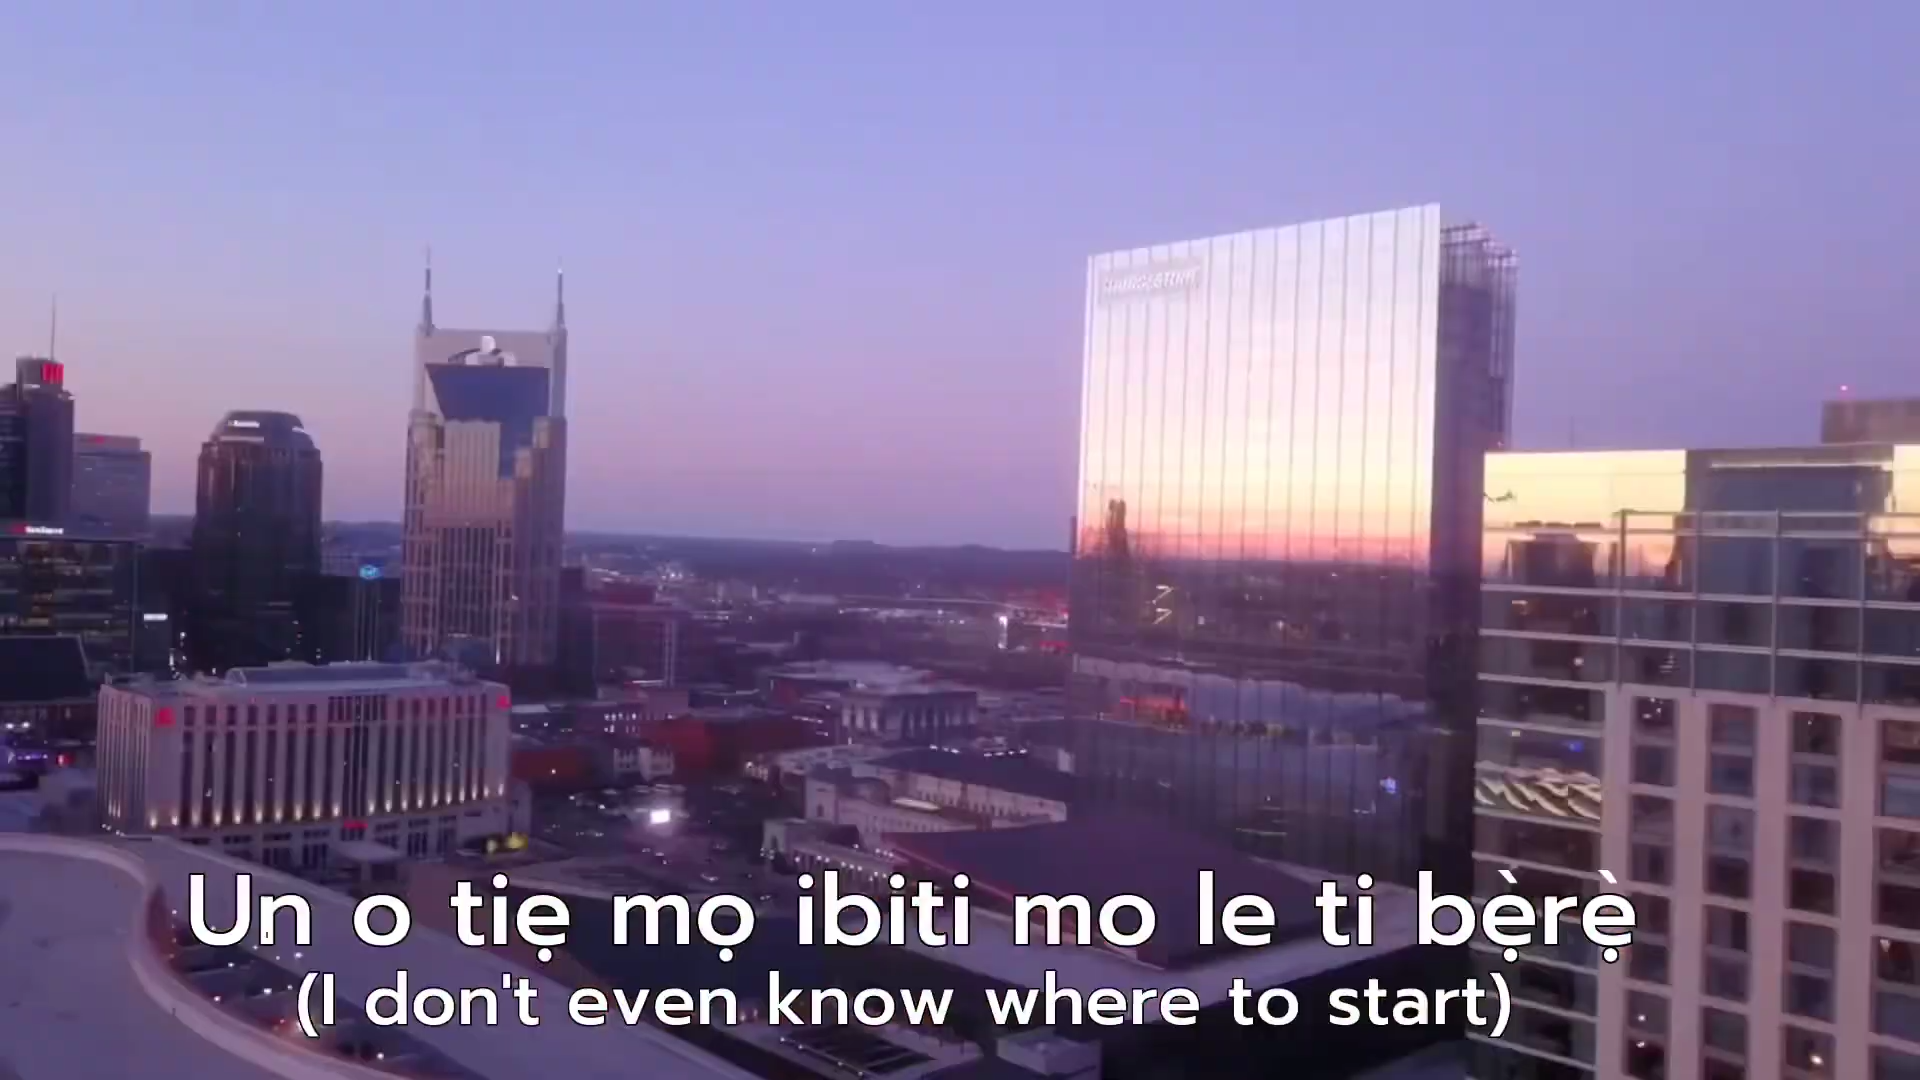 Un o tiẹ mọ ibiti mo le ti bẹ̀rẹ̀
(I don't even know where to start)